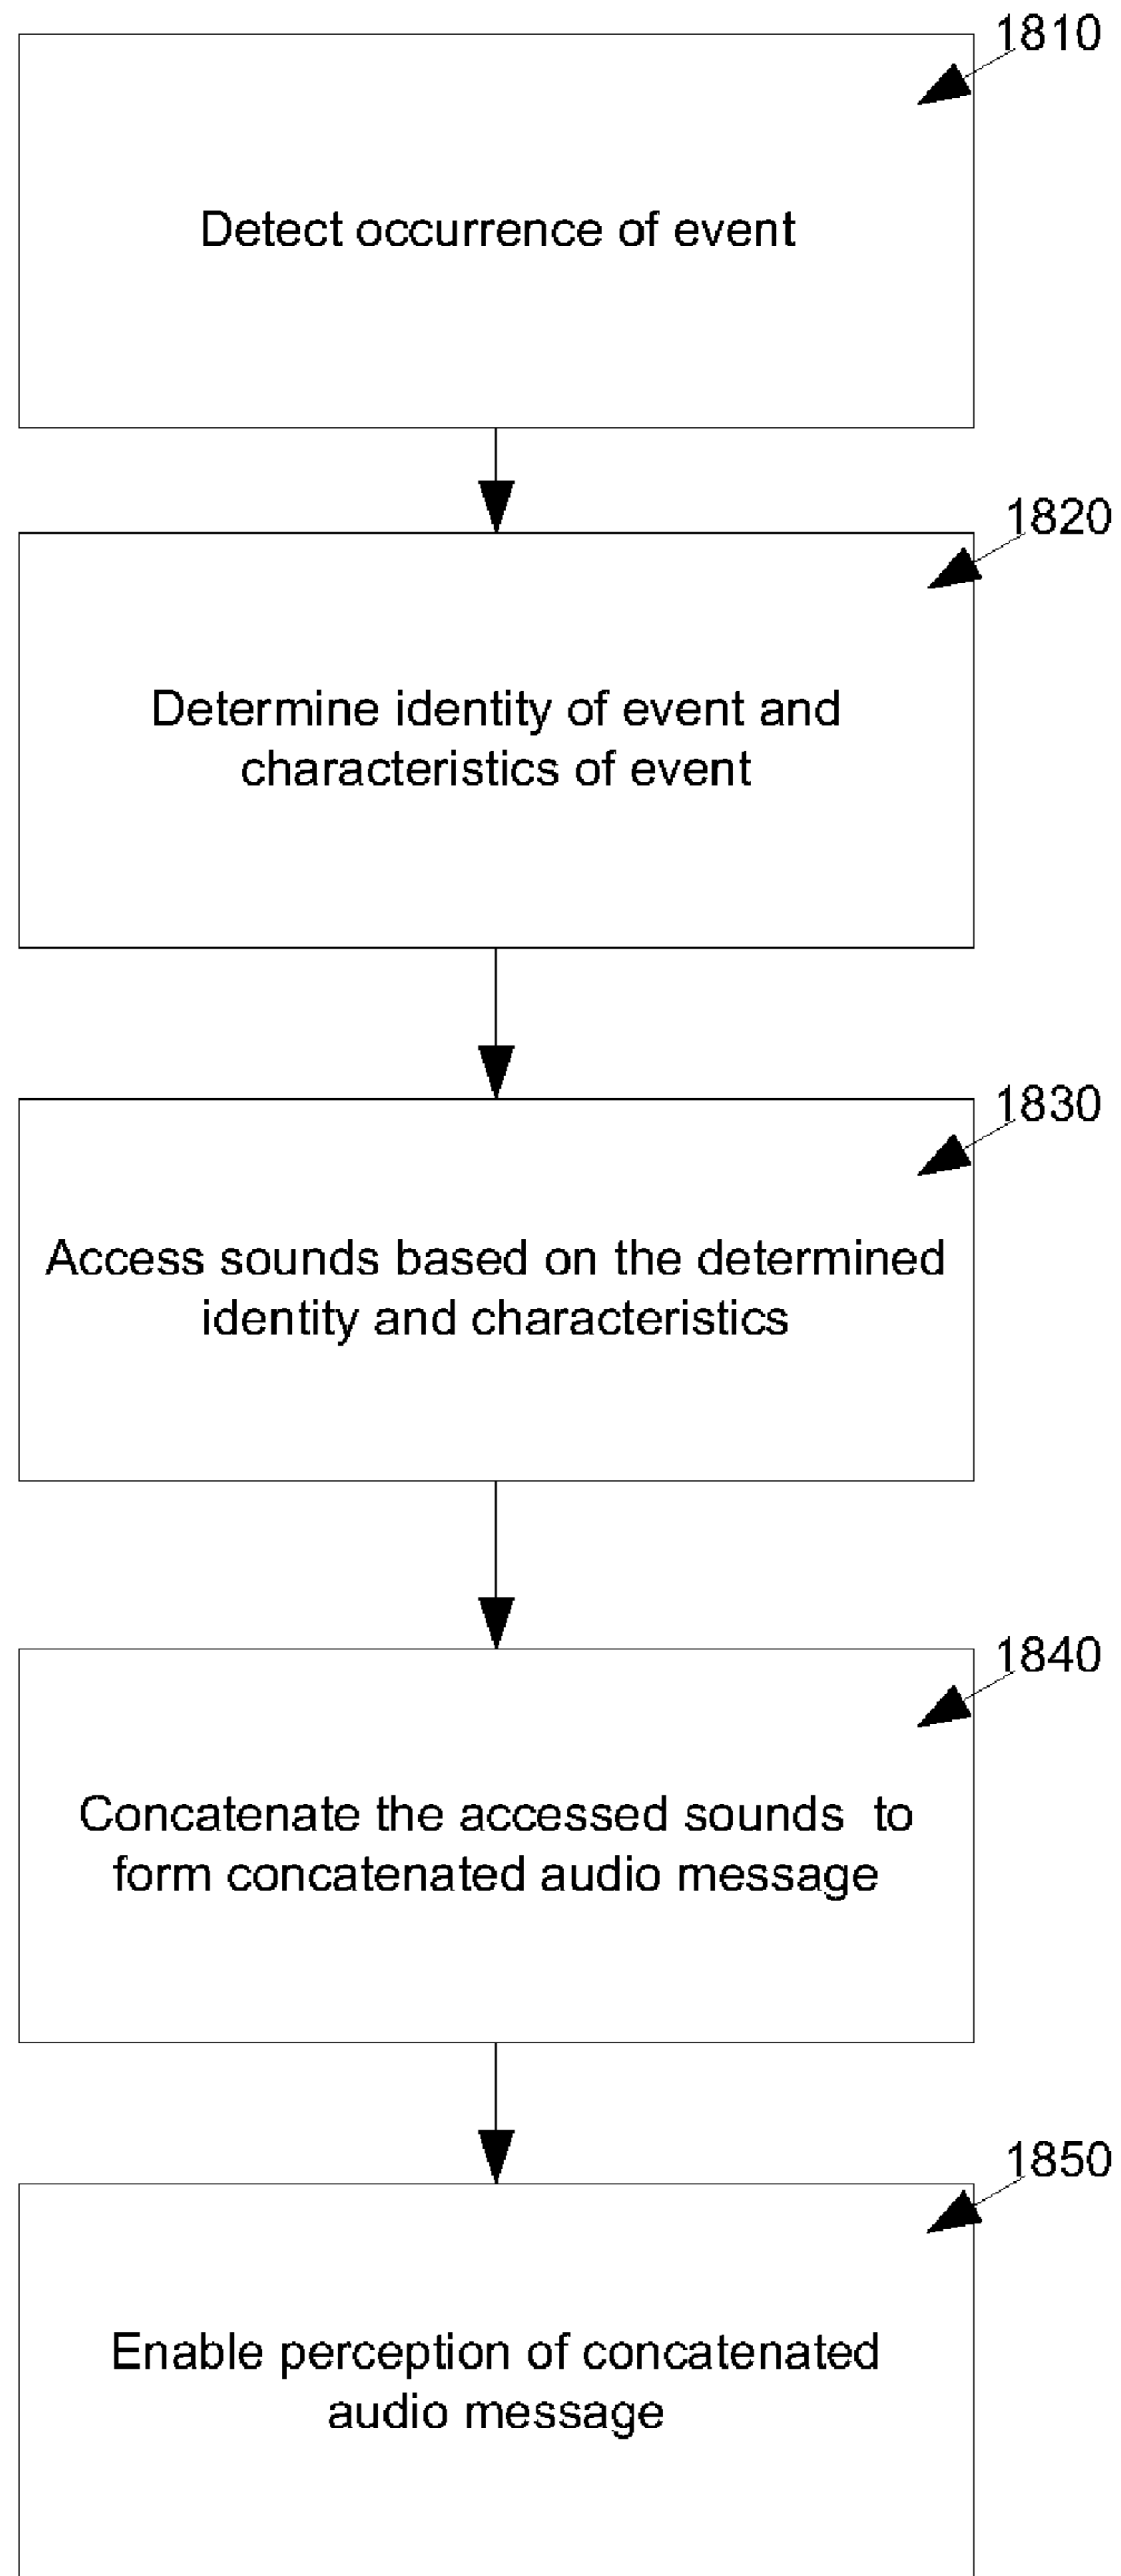 1810
Detect occurrence of event
1820
Determine identity of event and
characteristics of event
1830
Access sounds based on the determined
identity and characteristics
1840
Concatenate the accessed sounds  to
form concatenated audio message
1850
Enable perception of concatenated
audio message